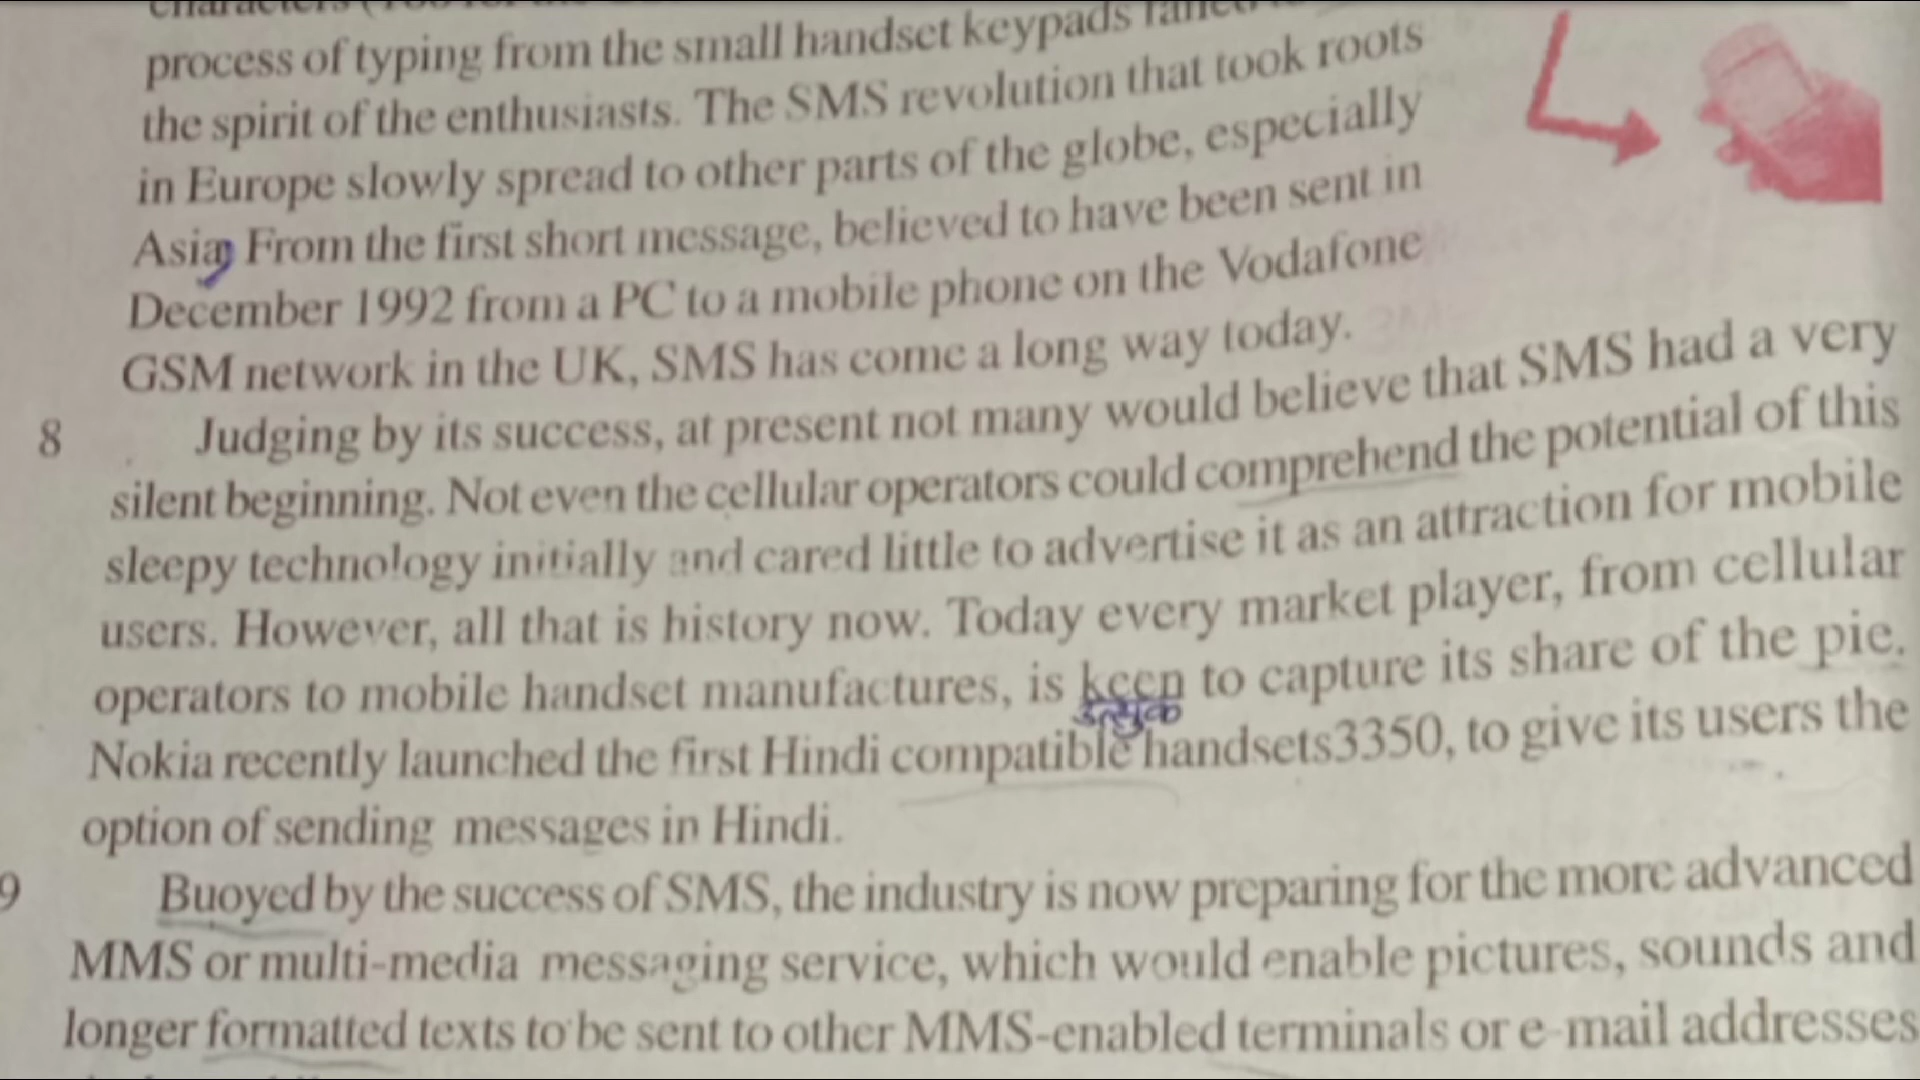 process of typing from the small handset keypads
the spirit of the enthusiasts. The SMS revolution that took roots
in Europe slowly spread to other parts of the globe, especially
Asia, From the first short message, believed to have been sent in
December 1992 from a PC to a mobile phone on the Vodafone
GSM network in the UK, SMS has come a long way today.
8 Judging by its success, at present not many would believe that SMS had a very
silent beginning. Not even the cellular operators could comprehend the potential of this
sleepy technology initially and cared little to advertise it as an attraction for mobile
users. However, all that is history now. Today every market player, from cellular
operators to mobile handset manufactures, is keen to capture its share of the pie.
उत्सुक
Nokia recently launched the first Hindi compatible handsets3350, to give its users the
option of sending messages in Hindi.
9 Buoyed by the success of SMS, the industry is now preparing for the more advanced
MMS or multi-media messaging service, which would enable pictures, sounds and
longer formatted texts to be sent to other MMS-enabled terminals or e-mail addresses